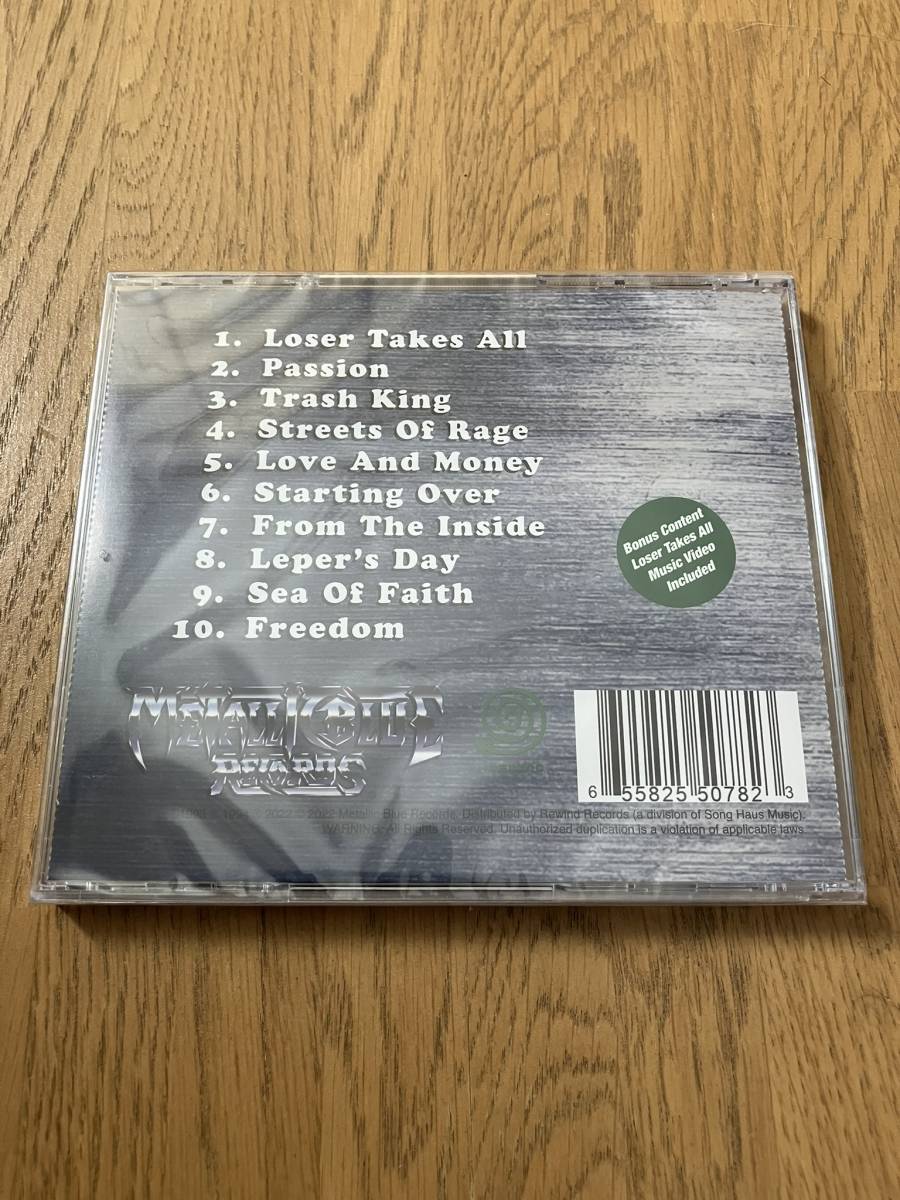 1. Loser Takes All
2. Passion
3. Trash King
4. Streets Of Rage
5. Love And Money
6. Starting Over
7. From The Inside
8. Leper's Day
9. Sea Of Faith
10. Freedom
Bonus Content
Loser Takes All
Music Video
Included
Metallic Blue
Records
6 55825 50782 3
2022 © 2022 Metallic Blue Records. Distributed by Rewind Records (a division of Song Haus Music).
WARNING: All Rights Reserved. Unauthorized duplication is a violation of applicable laws